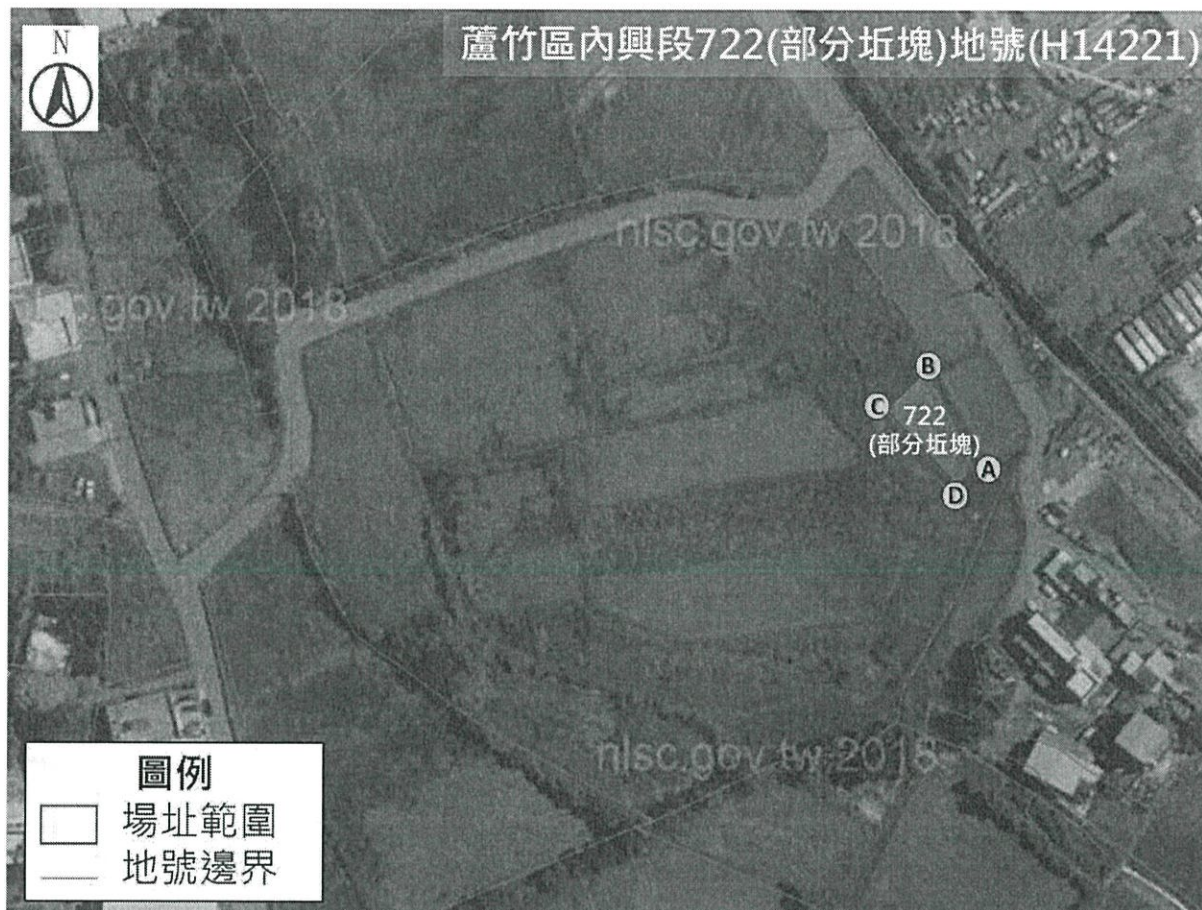 N
蘆竹區內興段722(部分坵塊)地號(H14221)
nlsc.gov.tw 2018
.gov.tw 2018
B
C
722
(部分坵塊)
A
D
nlsc.gov.tw 2018
圖例
場址範圍
地號邊界